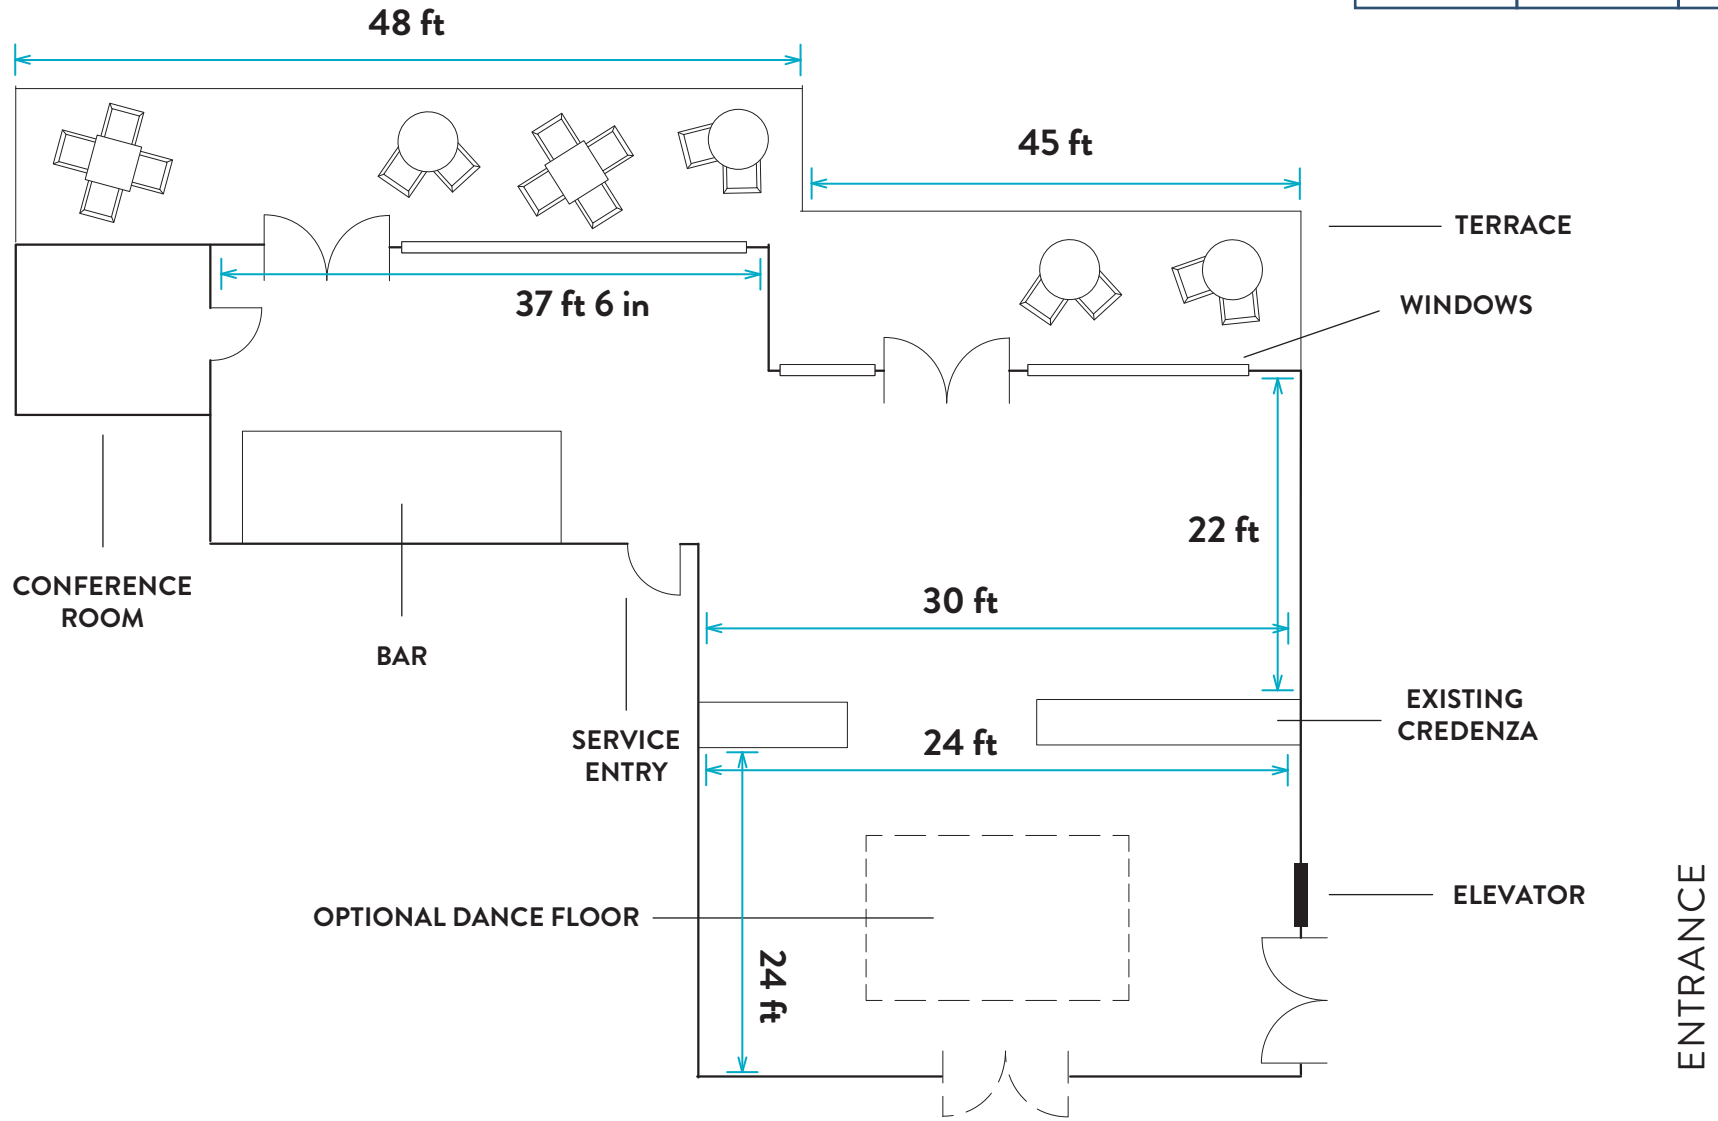 48 ft
45 ft
TERRACE
37 ft 6 in
WINDOWS
22 ft
CONFERENCE
ROOM
30 ft
BAR
EXISTING
CREDENZA
SERVICE
ENTRY
24 ft
OPTIONAL DANCE FLOOR
24 ft
ELEVATOR
ENTRANCE